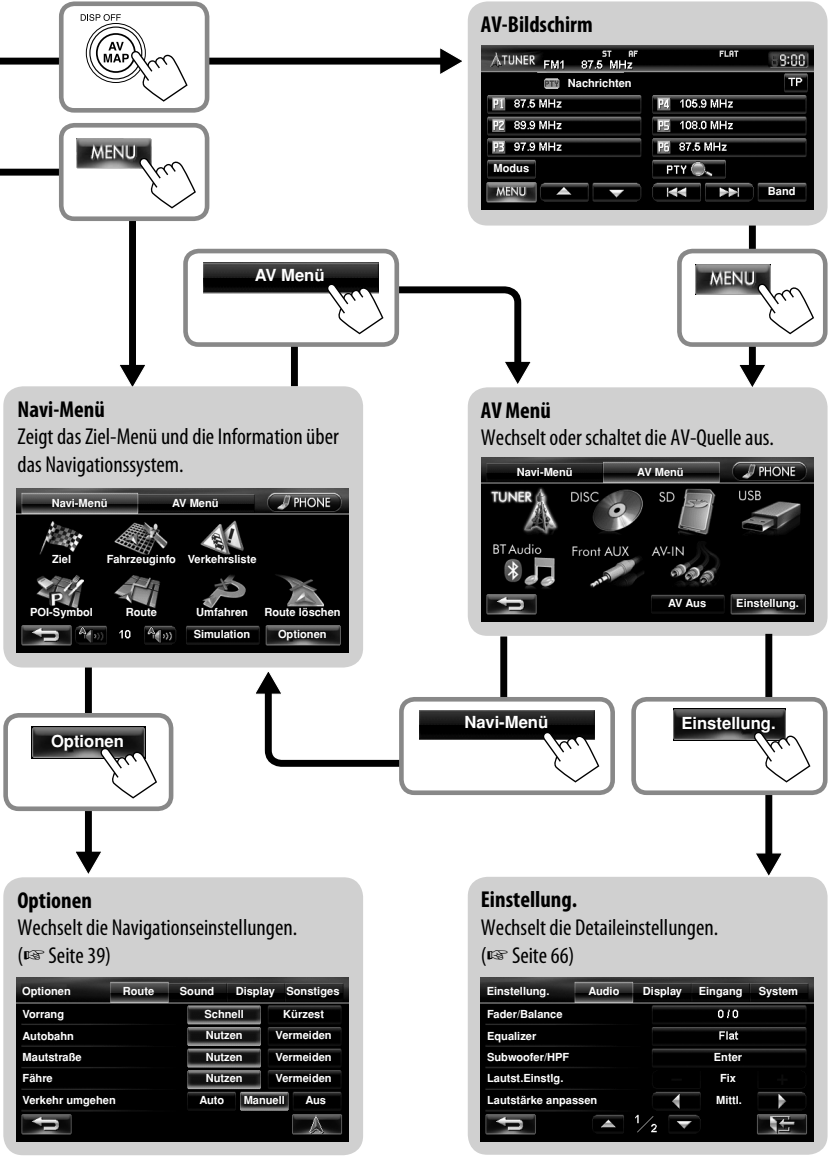 DISP OFF
AV
MAP
AV-Bildschirm
TUNER FM1 87.5 MHz ST AF FLAT 9:00
PTY Nachrichten TP
P1 87.5 MHz P4 105.9 MHz
P2 89.9 MHz P5 108.0 MHz
P3 97.9 MHz P6 87.5 MHz
Modus PTY
MENU Band
MENU
AV Menü
MENU
Navi-Menü
Zeigt das Ziel-Menü und die Information über
das Navigationssystem.
Navi-Menü AV Menü PHONE
Ziel Fahrzeuginfo Verkehrsliste
POI-Symbol Route Umfahren Route löschen
10 Simulation Optionen
AV Menü
Wechselt oder schaltet die AV-Quelle aus.
Navi-Menü AV Menü PHONE
TUNER DISC SD USB
BT Audio Front AUX AV-IN
AV Aus Einstellung.
Optionen
Navi-Menü
Einstellung.
Optionen
Wechselt die Navigationseinstellungen.
(☞ Seite 39)
Optionen Route Sound Display Sonstiges
Vorrang Schnell Kürzest
Autobahn Nutzen Vermeiden
Mautstraße Nutzen Vermeiden
Fähre Nutzen Vermeiden
Verkehr umgehen Auto Manuell Aus
Einstellung.
Wechselt die Detaileinstellungen.
(☞ Seite 66)
Einstellung. Audio Display Eingang System
Fader/Balance 0 / 0
Equalizer Flat
Subwoofer/HPF Enter
Lautst.Einstlg. − Fix +
Lautstärke anpassen Mittl.
1/2